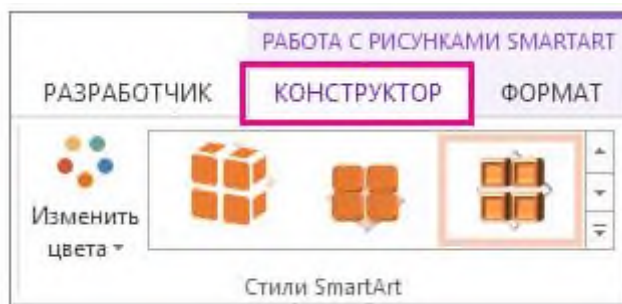 РАБОТА С РИСУНКАМИ SMARTART
РАЗРАБОТЧИК КОНСТРУКТОР ФОРМАТ
Изменить
цвета
Стили SmartArt